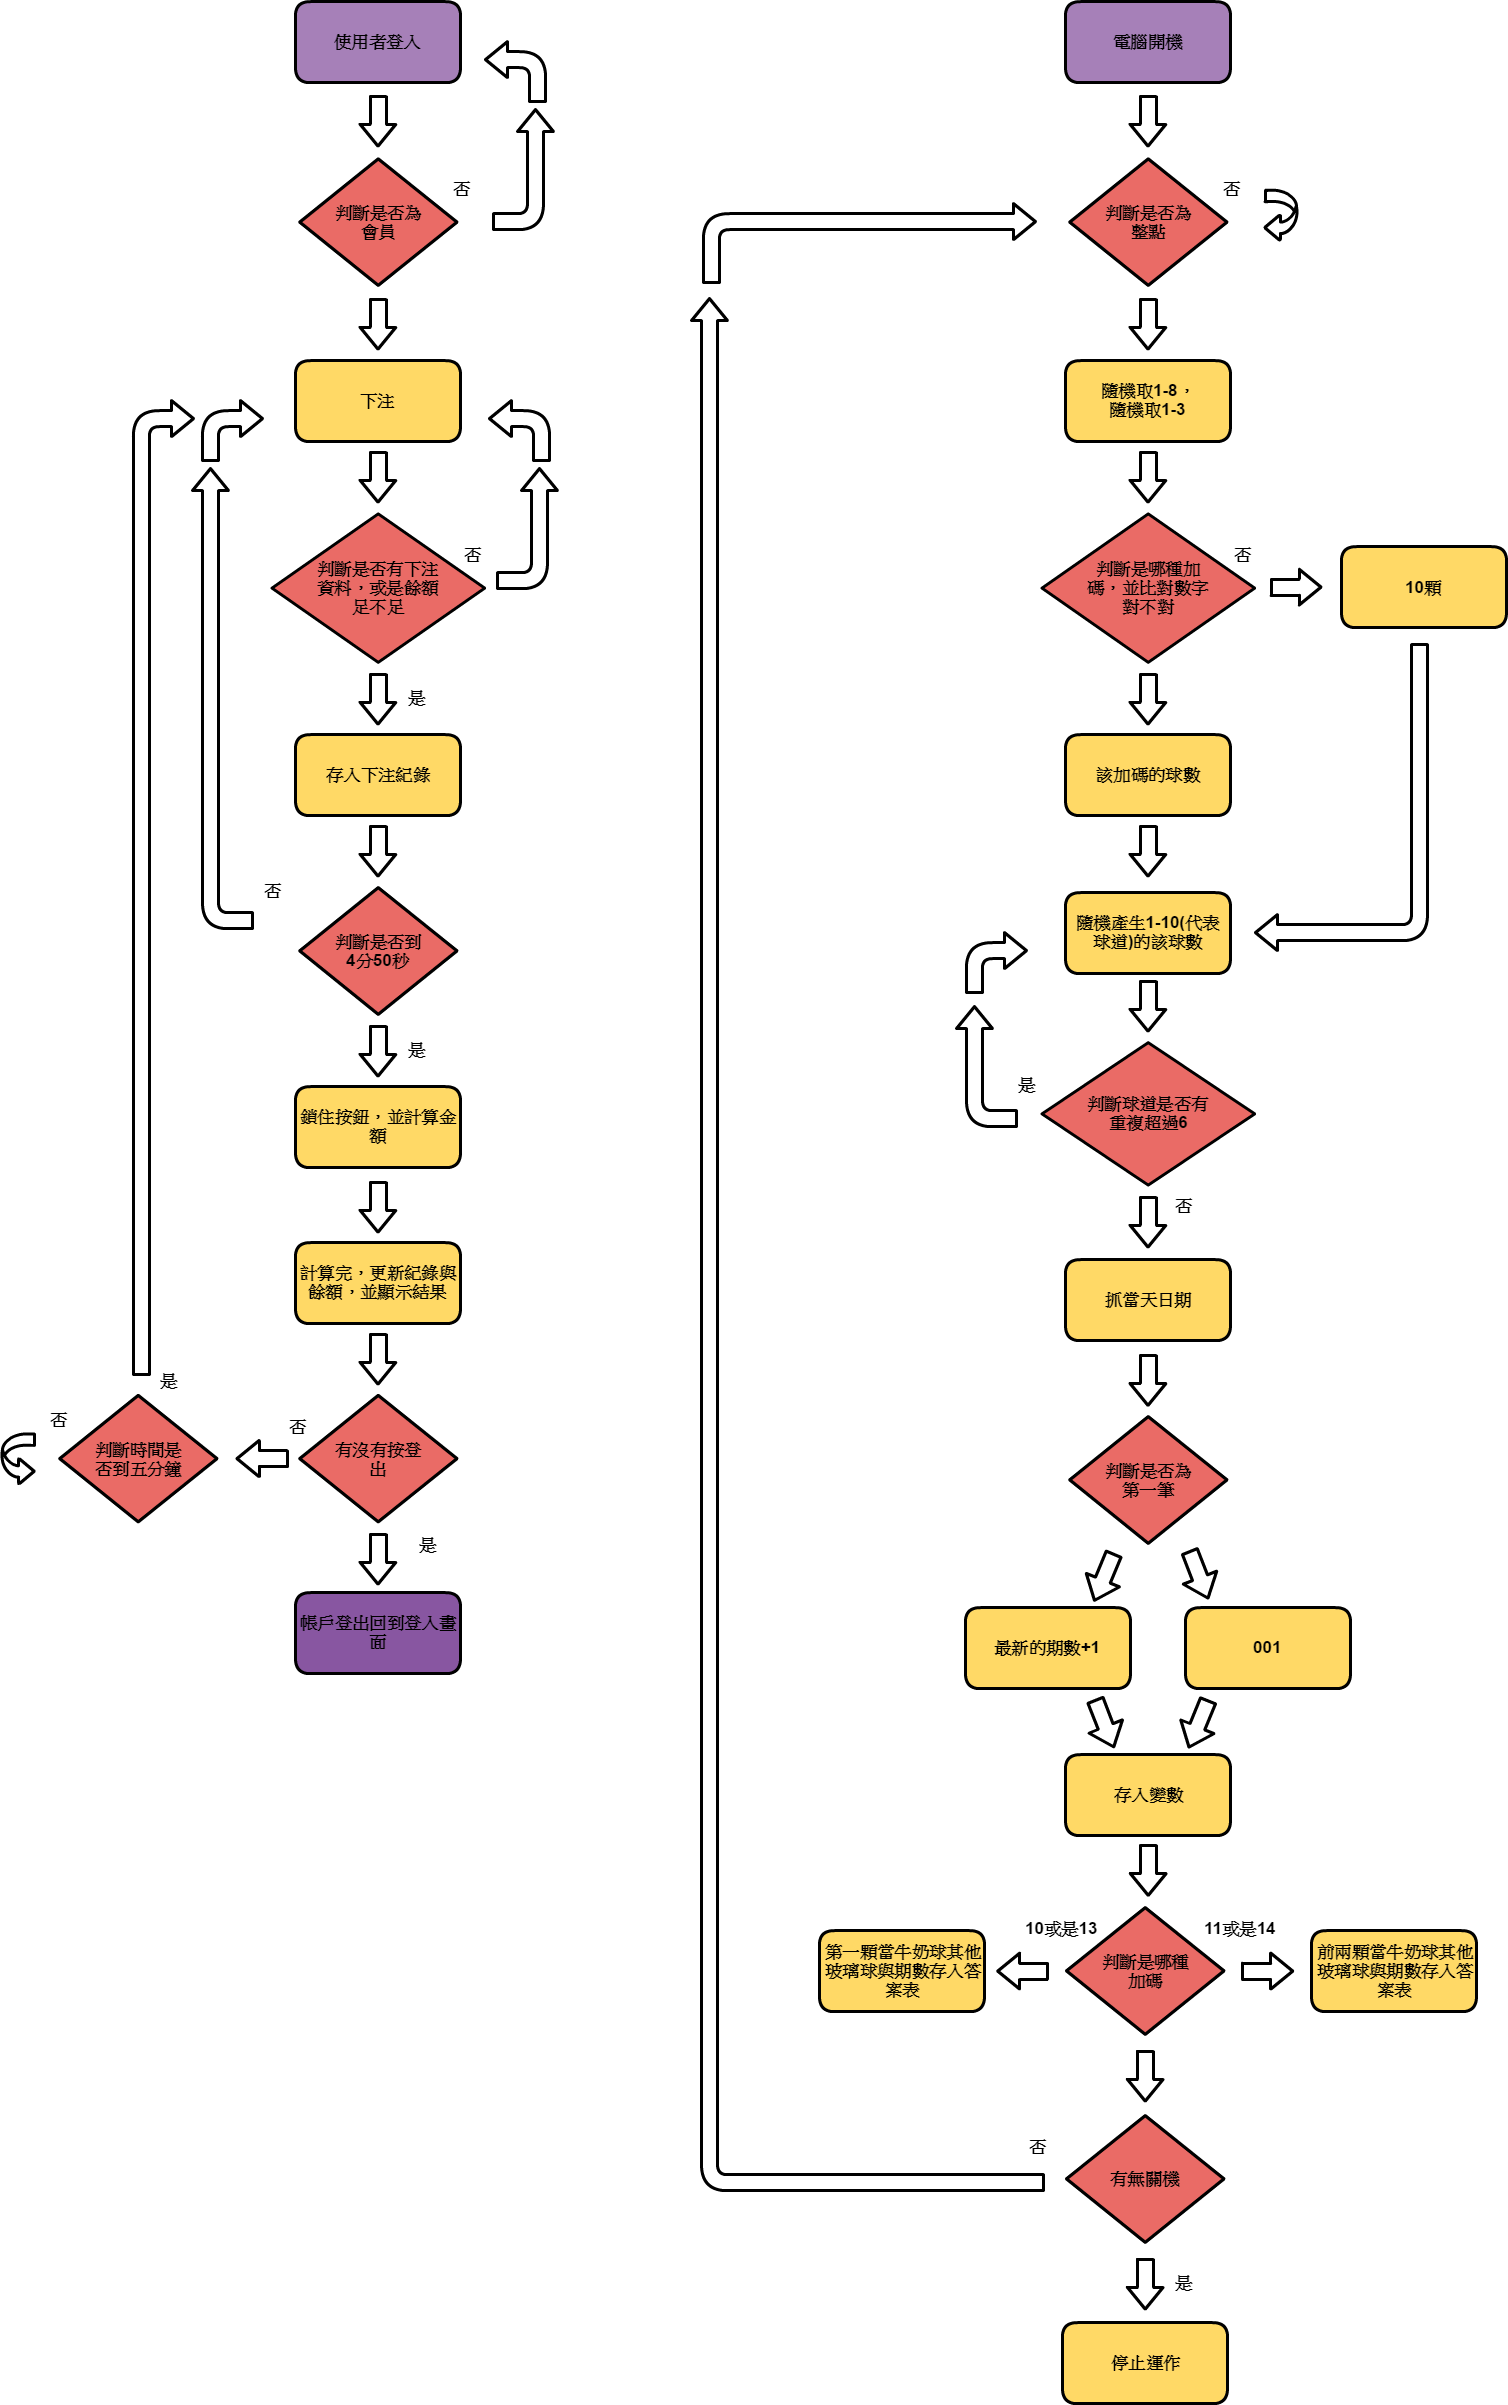 使用者登入
否
判斷是否為
會員
下注
否
判斷是否有下注
資料，或是餘額
足不足
是
存入下注紀錄
否
判斷是否到
4分50秒
是
鎖住按鈕，並計算金
額
計算完，更新紀錄與
餘額，並顯示結果
否
有沒有按登
出
是
否
判斷時間是
否到五分鐘
是
帳戶登出回到登入畫
面
電腦開機
否
判斷是否為
整點
隨機取1-8，
隨機取1-3
否
判斷是哪種加
碼，並比對數字
對不對
10顆
該加碼的球數
隨機產生1-10(代表
球道)的該球數
是
判斷球道是否有
重複超過6
否
抓當天日期
判斷是否為
第一筆
最新的期數+1
001
存入變數
10或是13
11或是14
判斷是哪種
加碼
第一顆當牛奶球其他
玻璃球與期數存入答
案表
前兩顆當牛奶球其他
玻璃球與期數存入答
案表
否
有無關機
是
停止運作